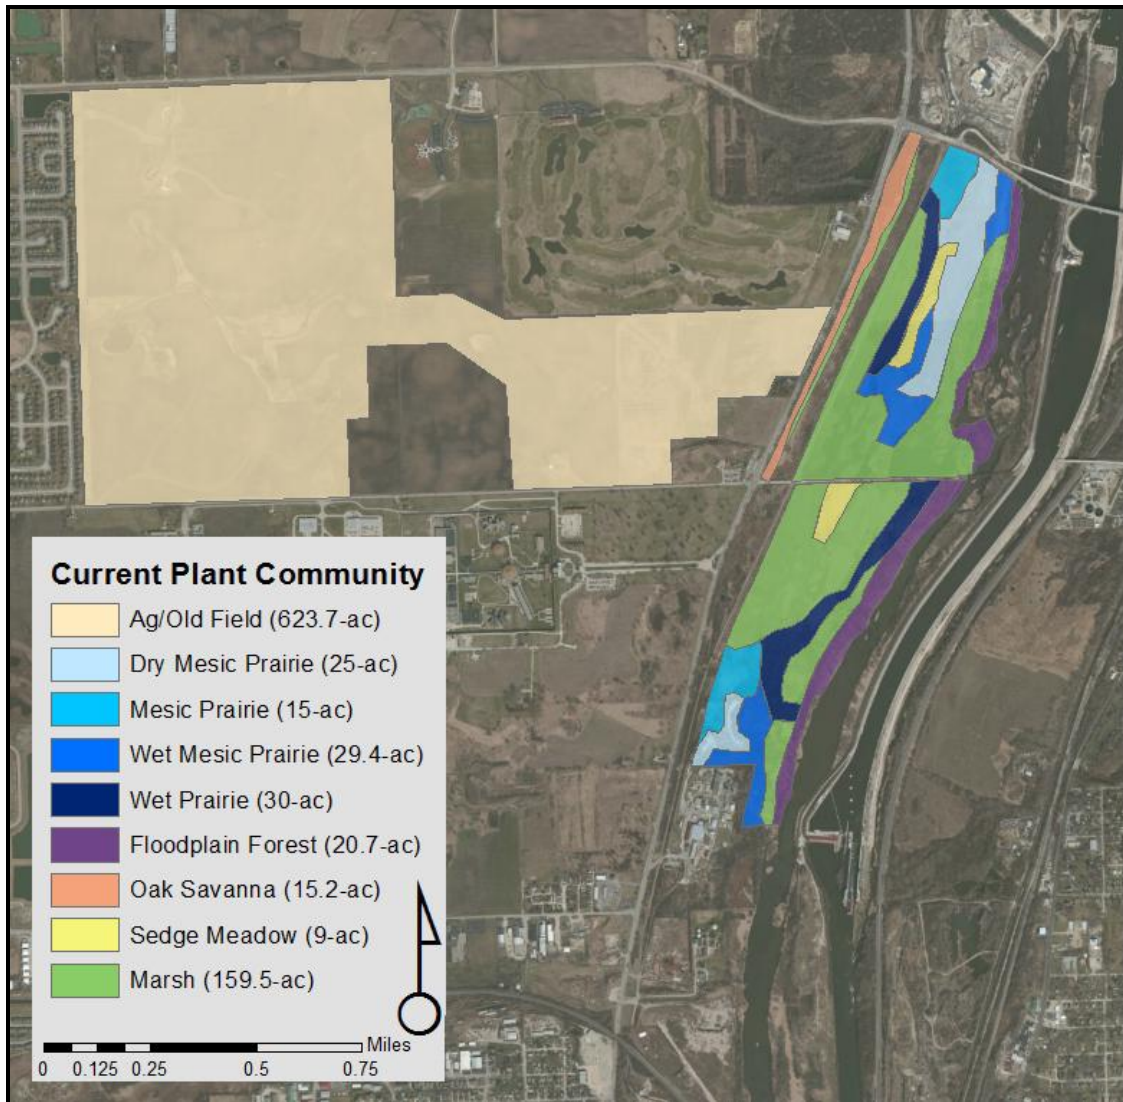 Current Plant Community
Ag/Old Field (623.7-ac)
Dry Mesic Prairie (25-ac)
Mesic Prairie (15-ac)
Wet Mesic Prairie (29.4-ac)
Wet Prairie (30-ac)
Floodplain Forest (20.7-ac)
Oak Savanna (15.2-ac)
Sedge Meadow (9-ac)
Marsh (159.5-ac)
Miles
0 0.125 0.25 0.5 0.75